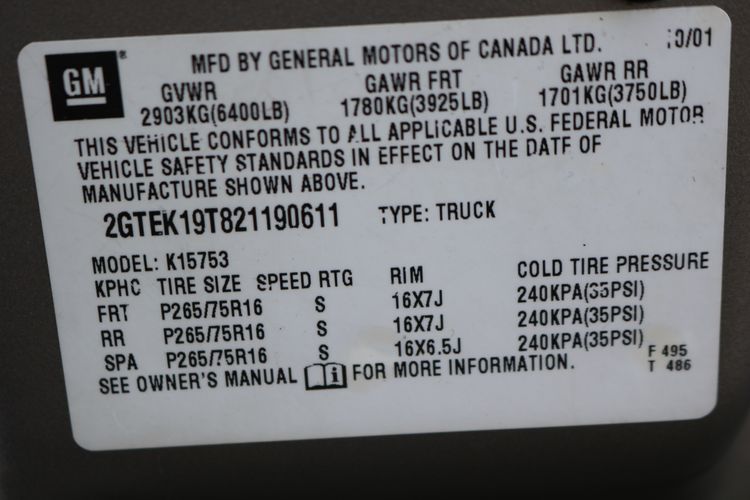 GM
MFD BY GENERAL MOTORS OF CANADA LTD. 10/01
GVWR GAWR FRT GAWR RR
2903KG(6400LB) 1780KG(3925LB) 1701KG(3750LB)
THIS VEHICLE CONFORMS TO ALL APPLICABLE U.S. FEDERAL MOTOR
VEHICLE SAFETY STANDARDS IN EFFECT ON THE DATE OF
MANUFACTURE SHOWN ABOVE.
2GTEK19T821190611 TYPE: TRUCK
MODEL: K15753
KPHC TIRE SIZE SPEED RTG RIM COLD TIRE PRESSURE
FRT P265/75R16 S 16X7J 240KPA(35PSI)
RR P265/75R16 S 16X7J 240KPA(35PSI)
SPA P265/75R16 S 16X6.5J 240KPA(35PSI)
SEE OWNER'S MANUAL i FOR MORE INFORMATION.
F 495
T 486